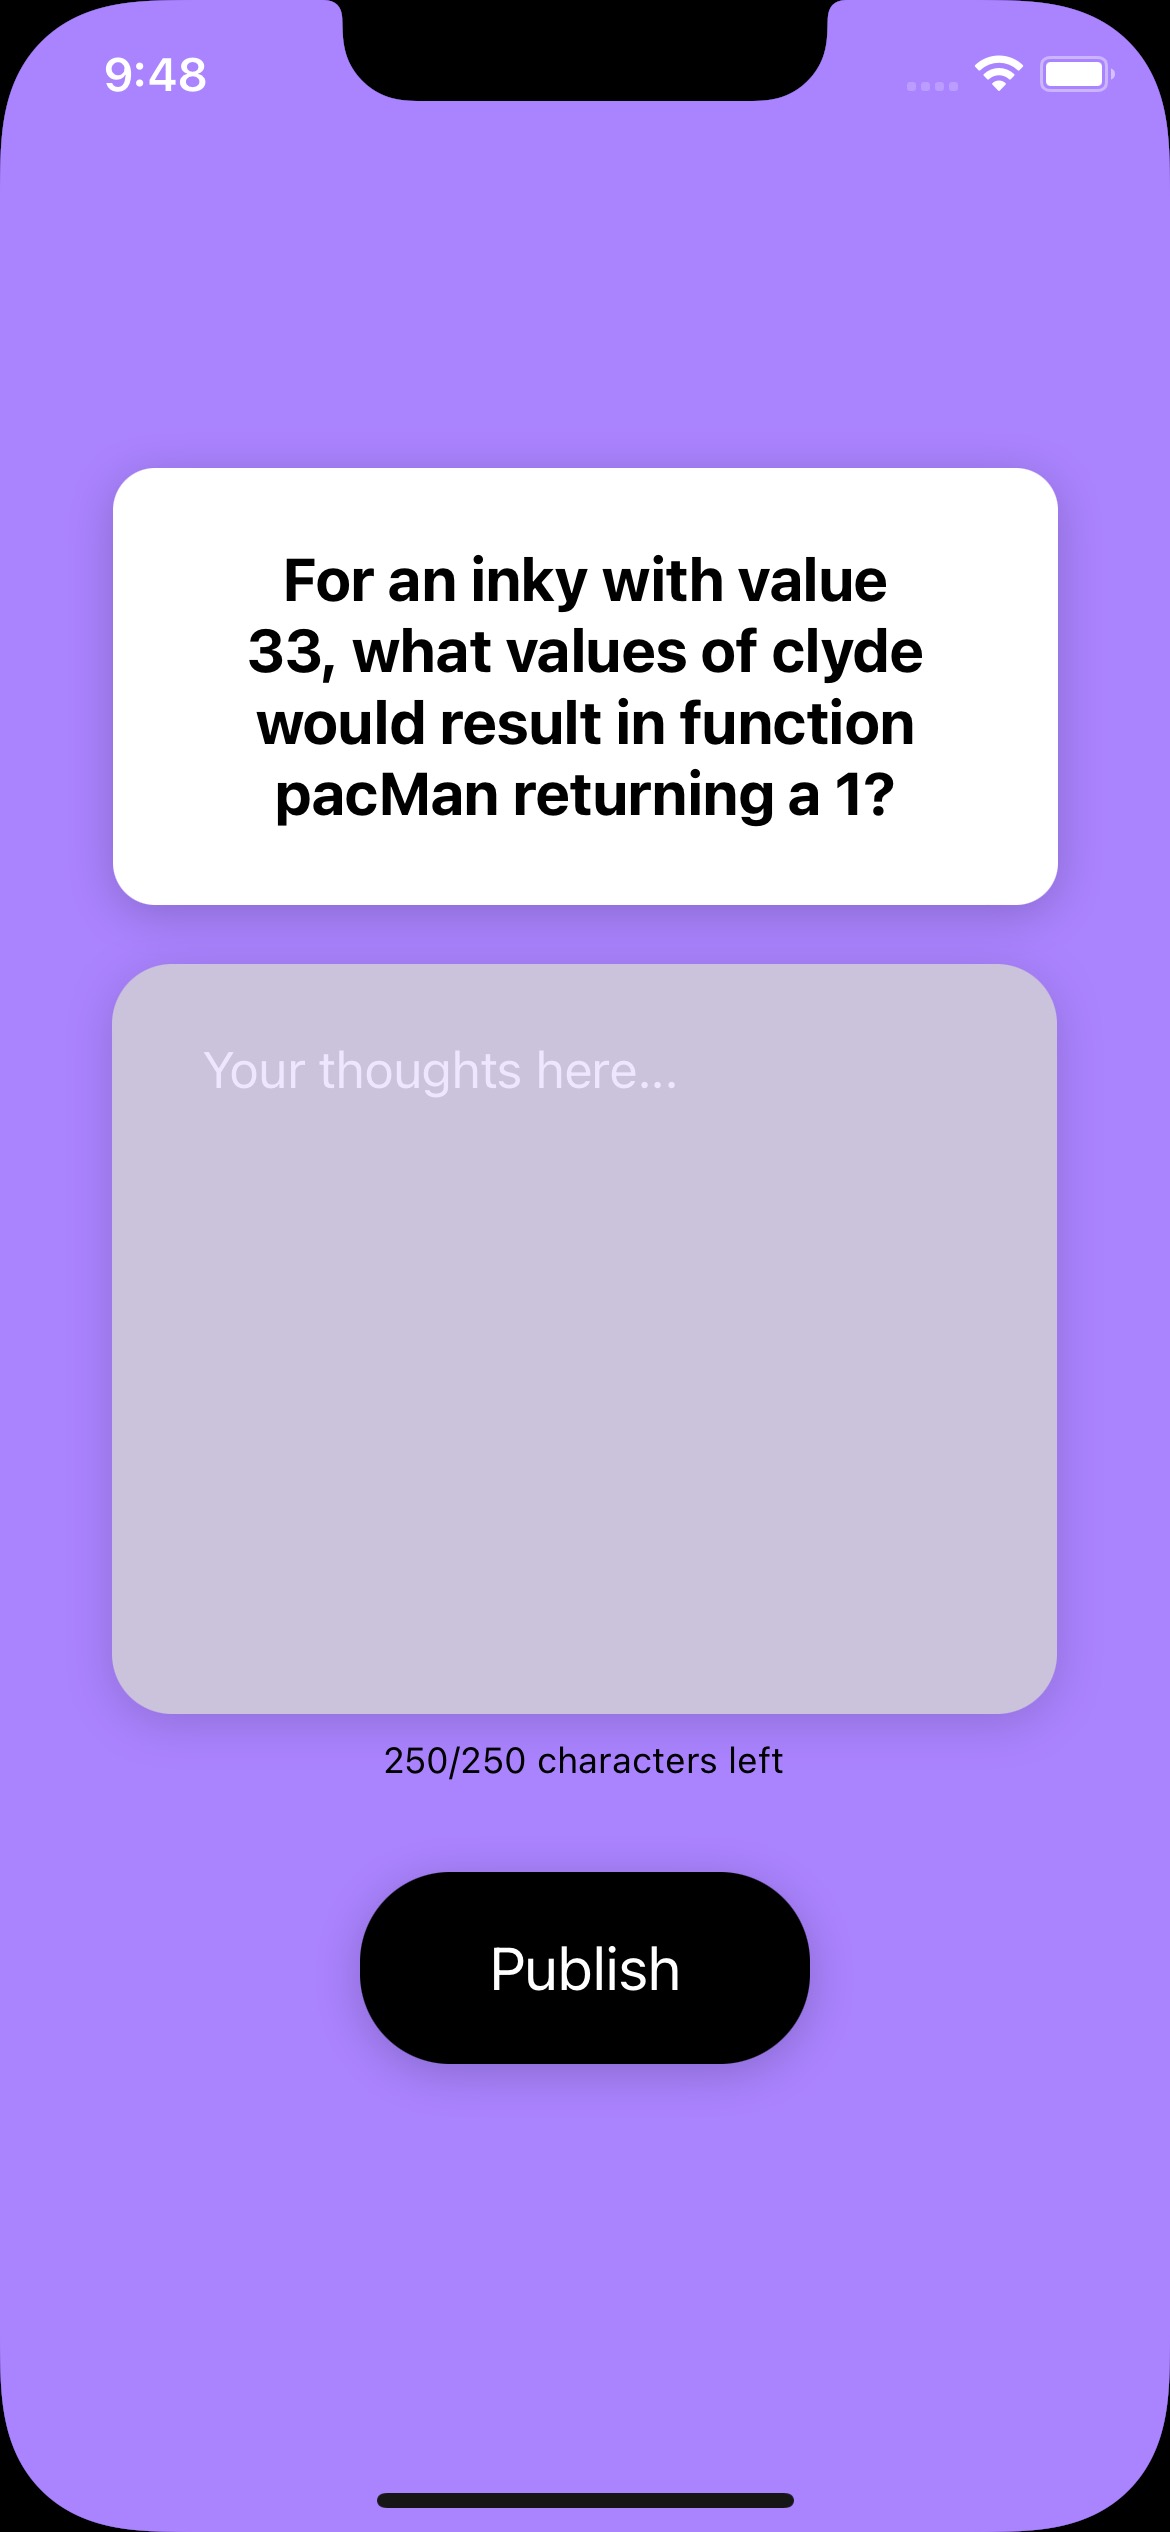 9:48
For an inky with value
33, what values of clyde
would result in function
pacMan returning a 1?
Your thoughts here...
250/250 characters left
Publish